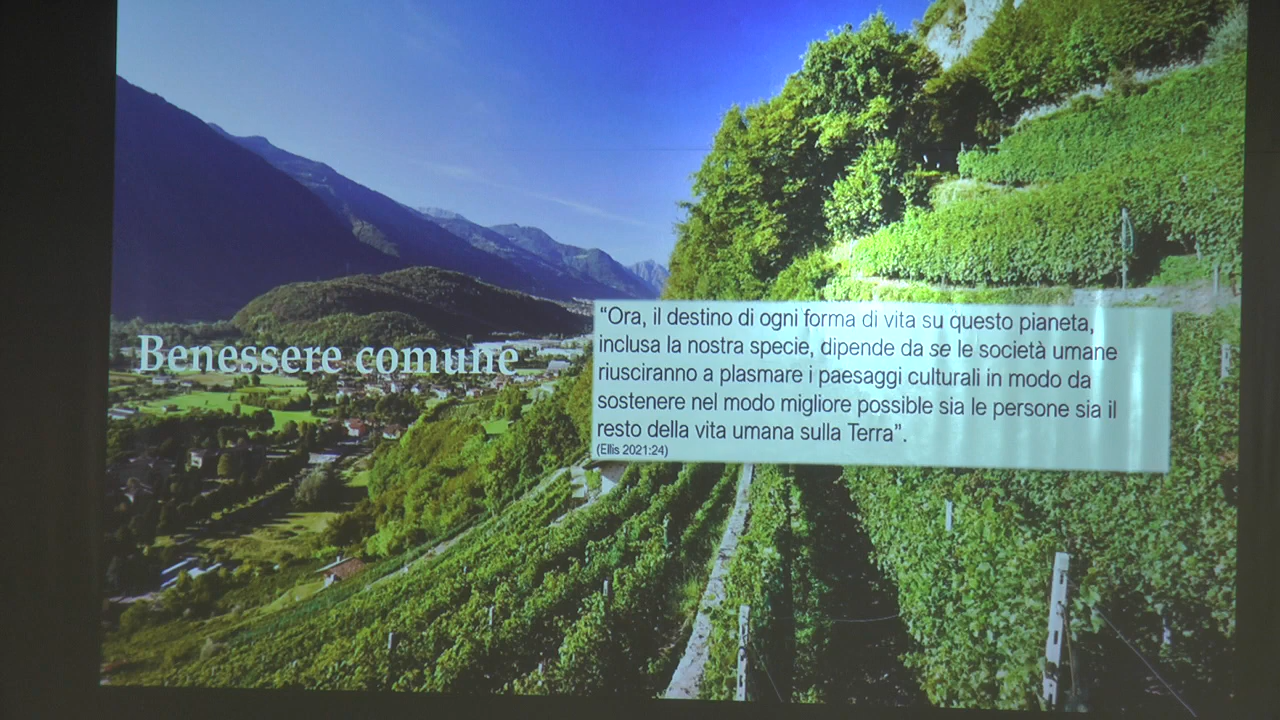 Benessere comune
“Ora, il destino di ogni forma di vita su questo pianeta,
inclusa la nostra specie, dipende da se le società umane
riusciranno a plasmare i paesaggi culturali in modo da
sostenere nel modo migliore possibile sia le persone sia il
resto della vita umana sulla Terra”.
(Ellis 2021:24)